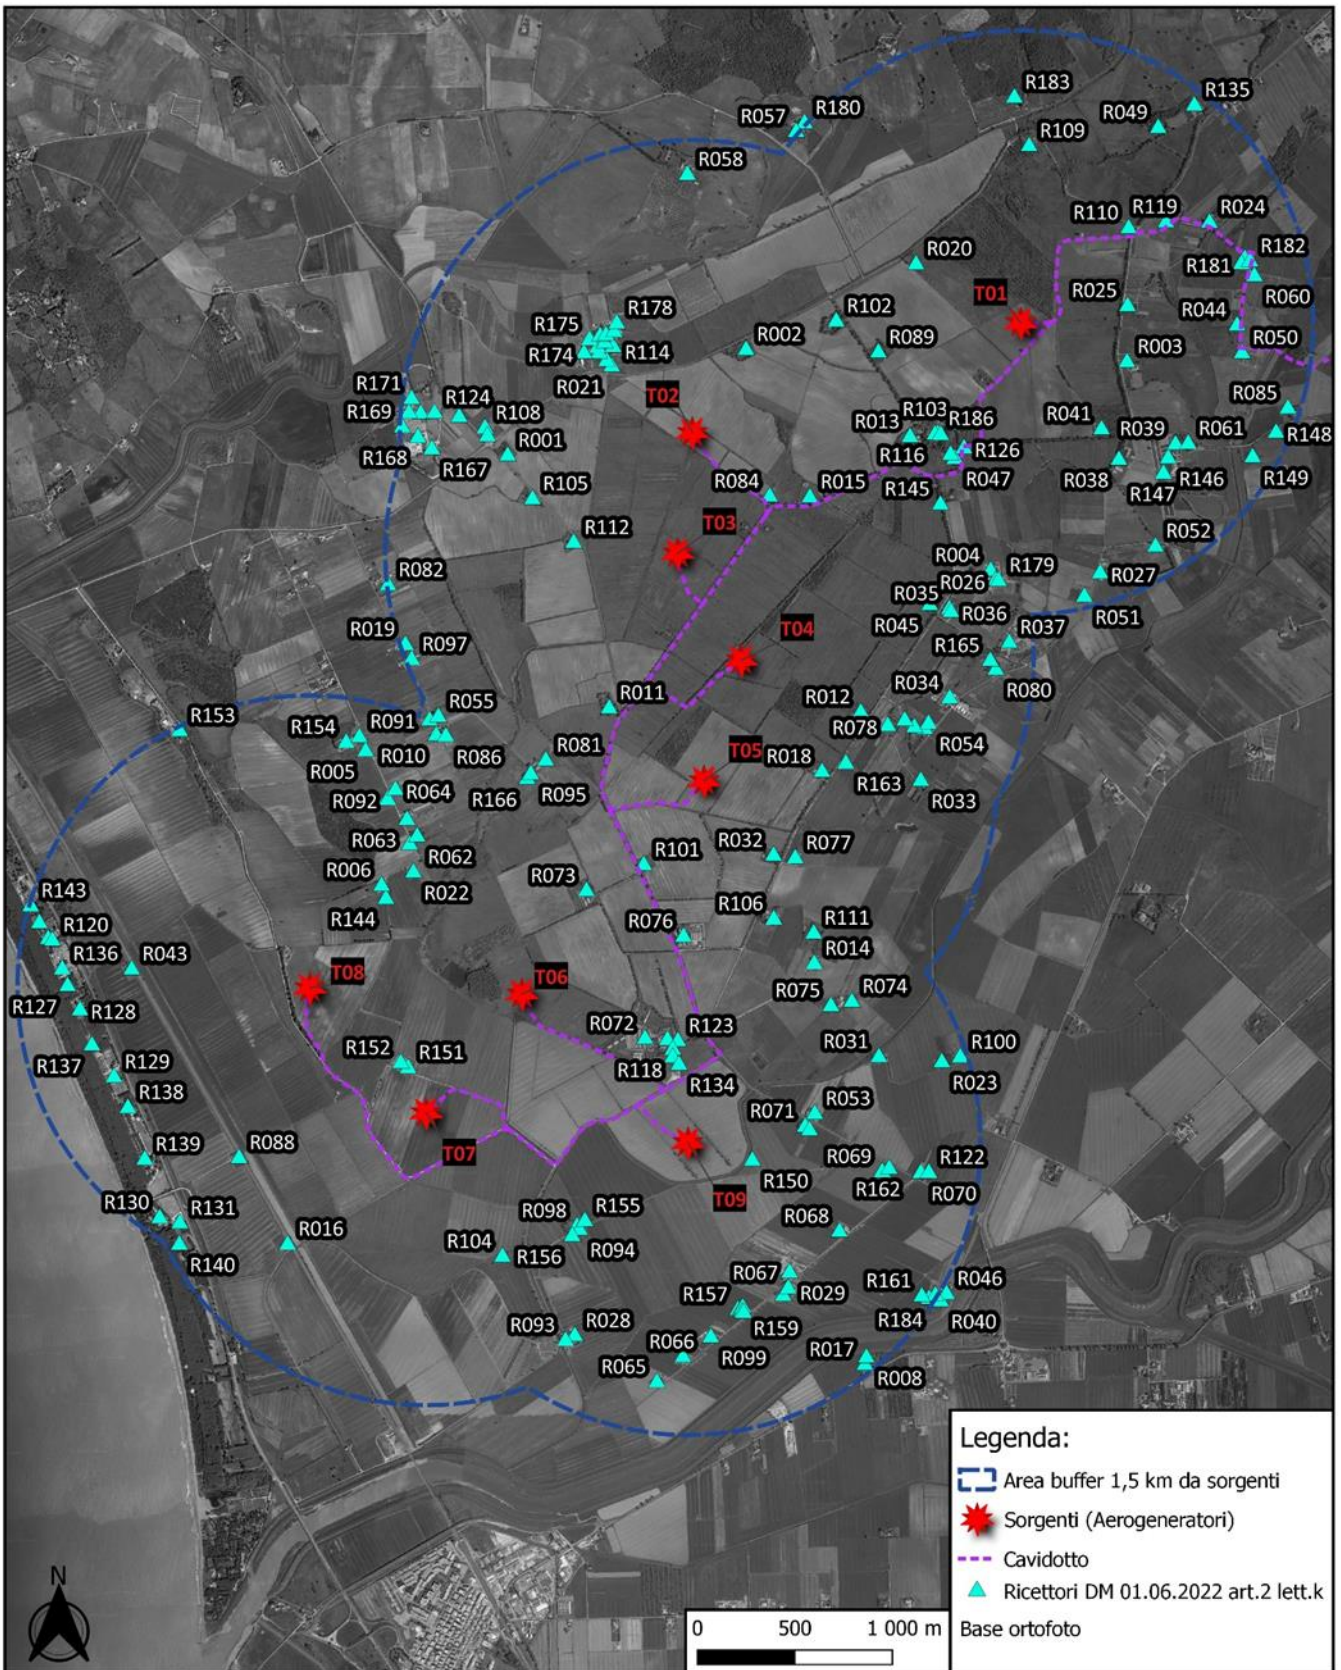 R183
R135
R180
R057
R049
R109
R058
R119
R024
R110
R182
R020
R181
R060
T01
R025
R044
R178
R102
R175
R002
R089
R050
R174
R114
R003
R021
R171
T02
R085
R124
R169
R108
R103
R013
R186
R041
R039
R061
R148
R001
R168
R116
R126
R167
R047
R038
R146
R149
R105
R084
R015
R145
R147
T03
R112
R052
R004
R179
R082
R026
R027
R035
R036
R051
R045
R019
T04
R037
R097
R165
R080
R011
R012
R034
R055
R153
R091
R154
R078
R054
R010
R086
R081
T05
R018
R005
R163
R064
R166
R095
R033
R092
R063
R032
R077
R062
R101
R006
R073
R022
R143
R106
R144
R111
R120
R076
R014
R136
R043
T08
T06
R075
R074
R127
R128
R072
R123
R137
R152
R151
R031
R100
R129
R118
R134
R023
R138
R053
R071
R139
R088
T07
R069
R122
R150
R162
R070
T09
R130
R131
R098
R155
R016
R068
R104
R156
R094
R140
R067
R161
R046
R157
R029
R184
R040
R093
R028
R159
R066
R017
R099
R065
R008
Legenda:
Area buffer 1,5 km da sorgenti
Sorgenti (Aerogeneratori)
Cavidotto
Ricettori DM 01.06.2022 art.2 lett.k
Base ortofoto
N
0 500 1 000 m